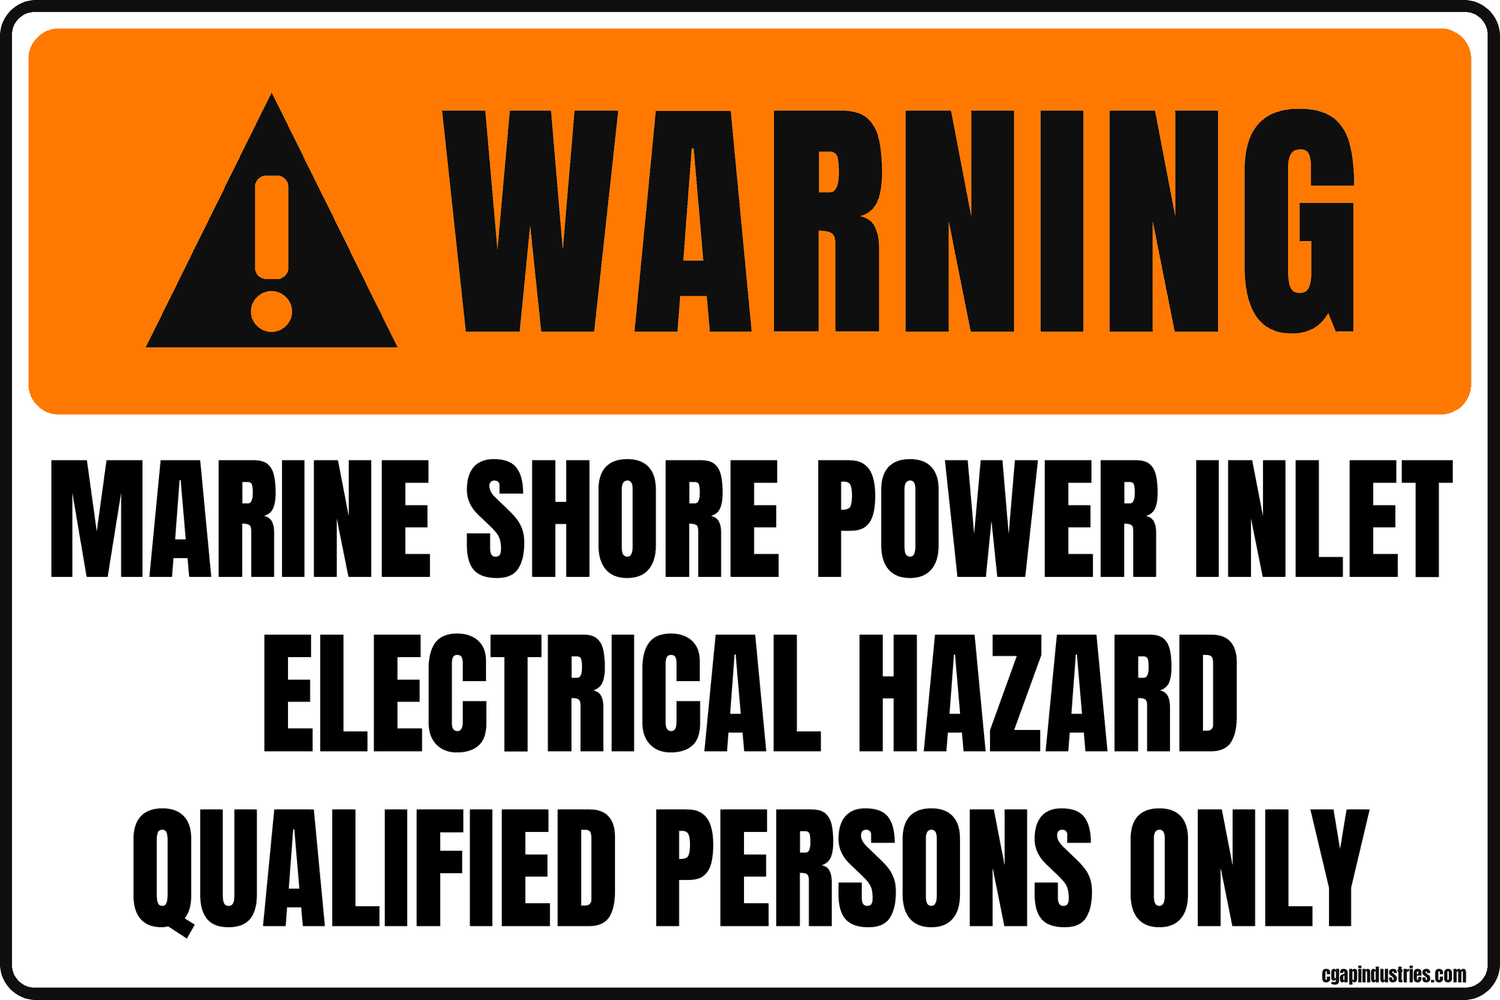 WARNING
MARINE SHORE POWER INLET
ELECTRICAL HAZARD
QUALIFIED PERSONS ONLY
cgapindustries.com